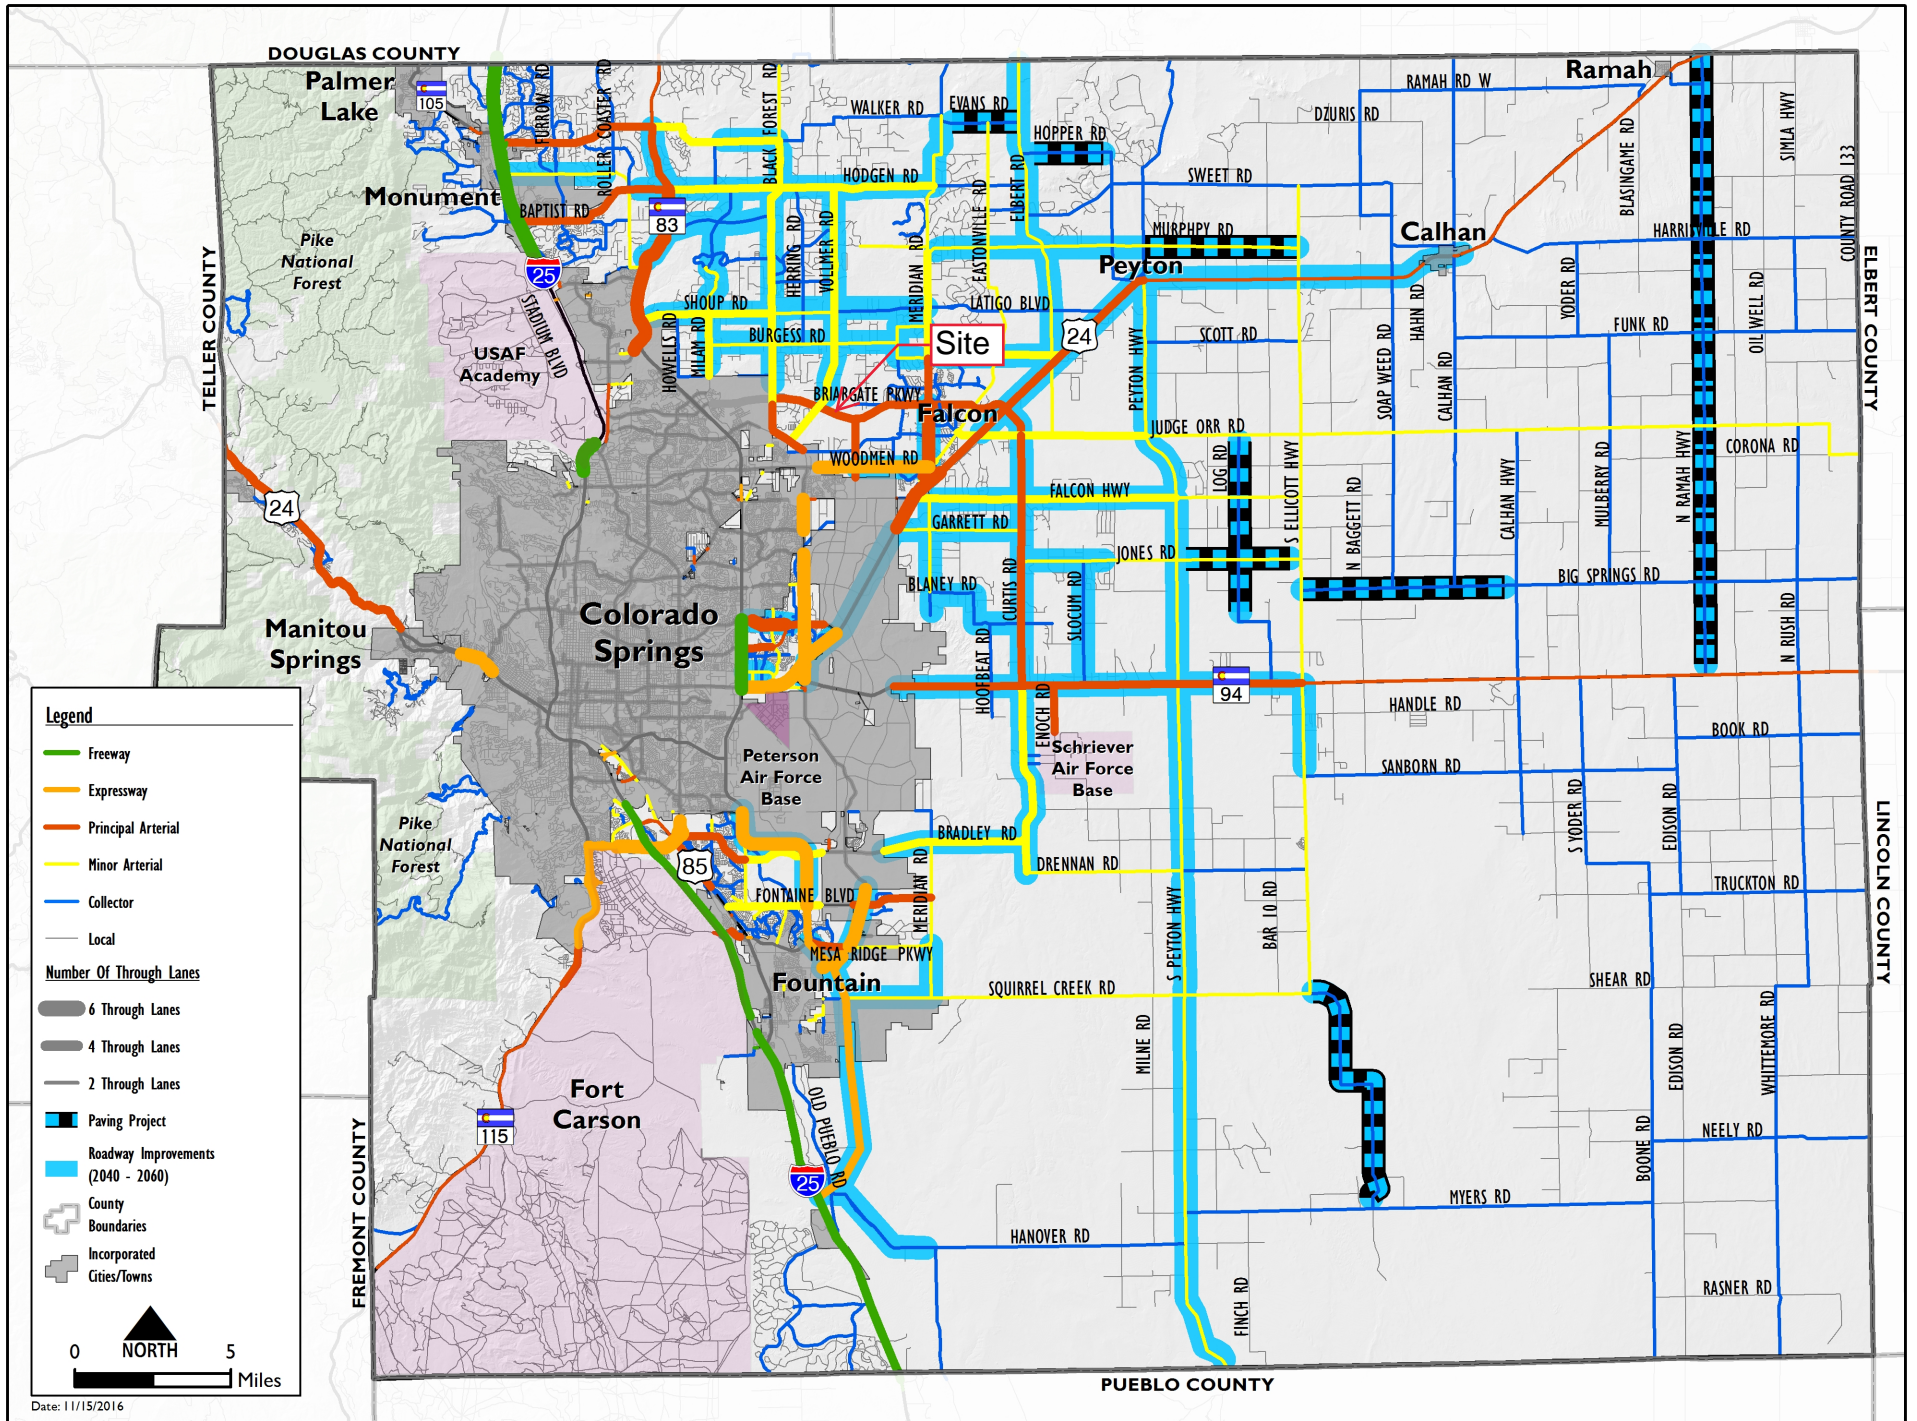 DOUGLAS COUNTY
Palmer
Lake
105
FURROW RD
ROLLER COASTER RD
BLACK FOREST RD
WALKER RD
EVANS RD
HOPPER RD
RAMAH RD W
Ramah
DZURIS RD
BLASINGAME RD
SIMLA HWY
COUNTY ROAD 133
Monument
BAPTIST RD
83
HODGEN RD
SWEET RD
EASTONVILLE RD
ELBERT RD
MURPHPY RD
Calhan
HARRISVILLE RD
Pike
National
Forest
25
STADIUM BLVD
HERRING RD
VOLLMER RD
MERIDIAN RD
Peyton
YODER RD
OIL WELL RD
ELBERT COUNTY
TELLER COUNTY
SHOUP RD
LATIGO BLVD
HAHN RD
FUNK RD
USAF
Academy
HOWELLS RD
MILAM RD
BURGESS RD
Site
24
PEYTON HWY
SCOTT RD
SOAP WEED RD
CALHAN RD
BRIARGATE PKWY
Falcon
JUDGE ORR RD
CORONA RD
WOODMEN RD
LOG RD
S ELLICOTT HWY
N BAGGETT RD
CALHAN HWY
MULBERRY RD
N RAMAH HWY
24
FALCON HWY
GARRETT RD
JONES RD
BLANEY RD
CURTIS RD
SLOCUM RD
BIG SPRINGS RD
Manitou
Springs
Colorado
Springs
HOOFBEAT RD
N RUSH RD
94
ENOCH RD
HANDLE RD
BOOK RD
Peterson
Air Force
Base
Schriever
Air Force
Base
SANBORN RD
S YODER RD
EDISON RD
LINCOLN COUNTY
Pike
National
Forest
BRADLEY RD
85
DRENNAN RD
MERIDIAN RD
FONTAINE BLVD
TRUCKTON RD
S PEYTON HWY
BAR 10 RD
MESA RIDGE PKWY
Fountain
SQUIRREL CREEK RD
SHEAR RD
MILNE RD
EDISON RD
WHITTEMORE RD
Fort
Carson
115
OLD PUEBLO RD
25
BOONE RD
NEELY RD
FREMONT COUNTY
MYERS RD
HANOVER RD
FINCH RD
RASNER RD
PUEBLO COUNTY
Legend
Freeway
Expressway
Principal Arterial
Minor Arterial
Collector
Local
Number Of Through Lanes
6 Through Lanes
4 Through Lanes
2 Through Lanes
Paving Project
Roadway Improvements
(2040 - 2060)
County
Boundaries
Incorporated
Cities/Towns
NORTH
0 5
Miles
Date: 11/15/2016